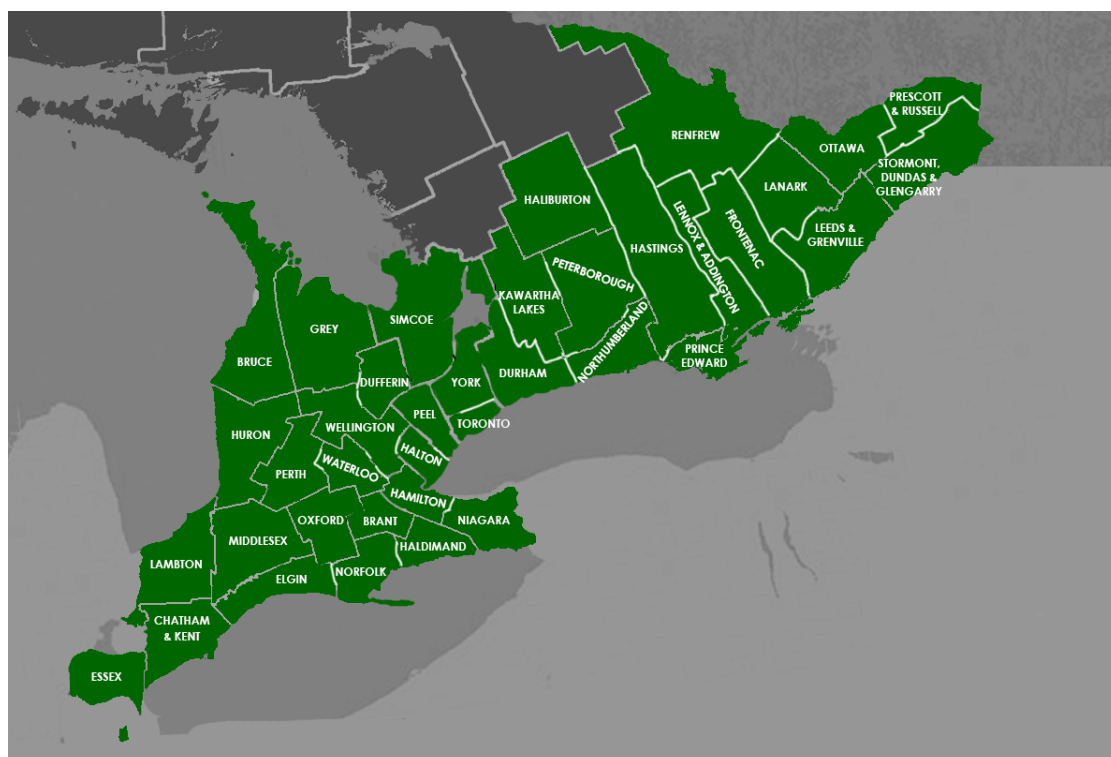 PRESCOTT
& RUSSELL
RENFREW
OTTAWA
STORMONT,
DUNDAS &
GLENGARRY
LANARK
HALIBURTON
LENNOX & ADDINGTON
FRONTENAC
LEEDS &
GRENVILLE
HASTINGS
PETERBOROUGH
KAWARTHA
LAKES
SIMCOE
GREY
NORTHUMBERLAND
PRINCE
EDWARD
BRUCE
DUFFERIN
YORK
DURHAM
PEEL
TORONTO
WELLINGTON
HURON
HALTON
WATERLOO
PERTH
HAMILTON
OXFORD
BRANT
NIAGARA
MIDDLESEX
HALDIMAND
LAMBTON
NORFOLK
ELGIN
CHATHAM
& KENT
ESSEX